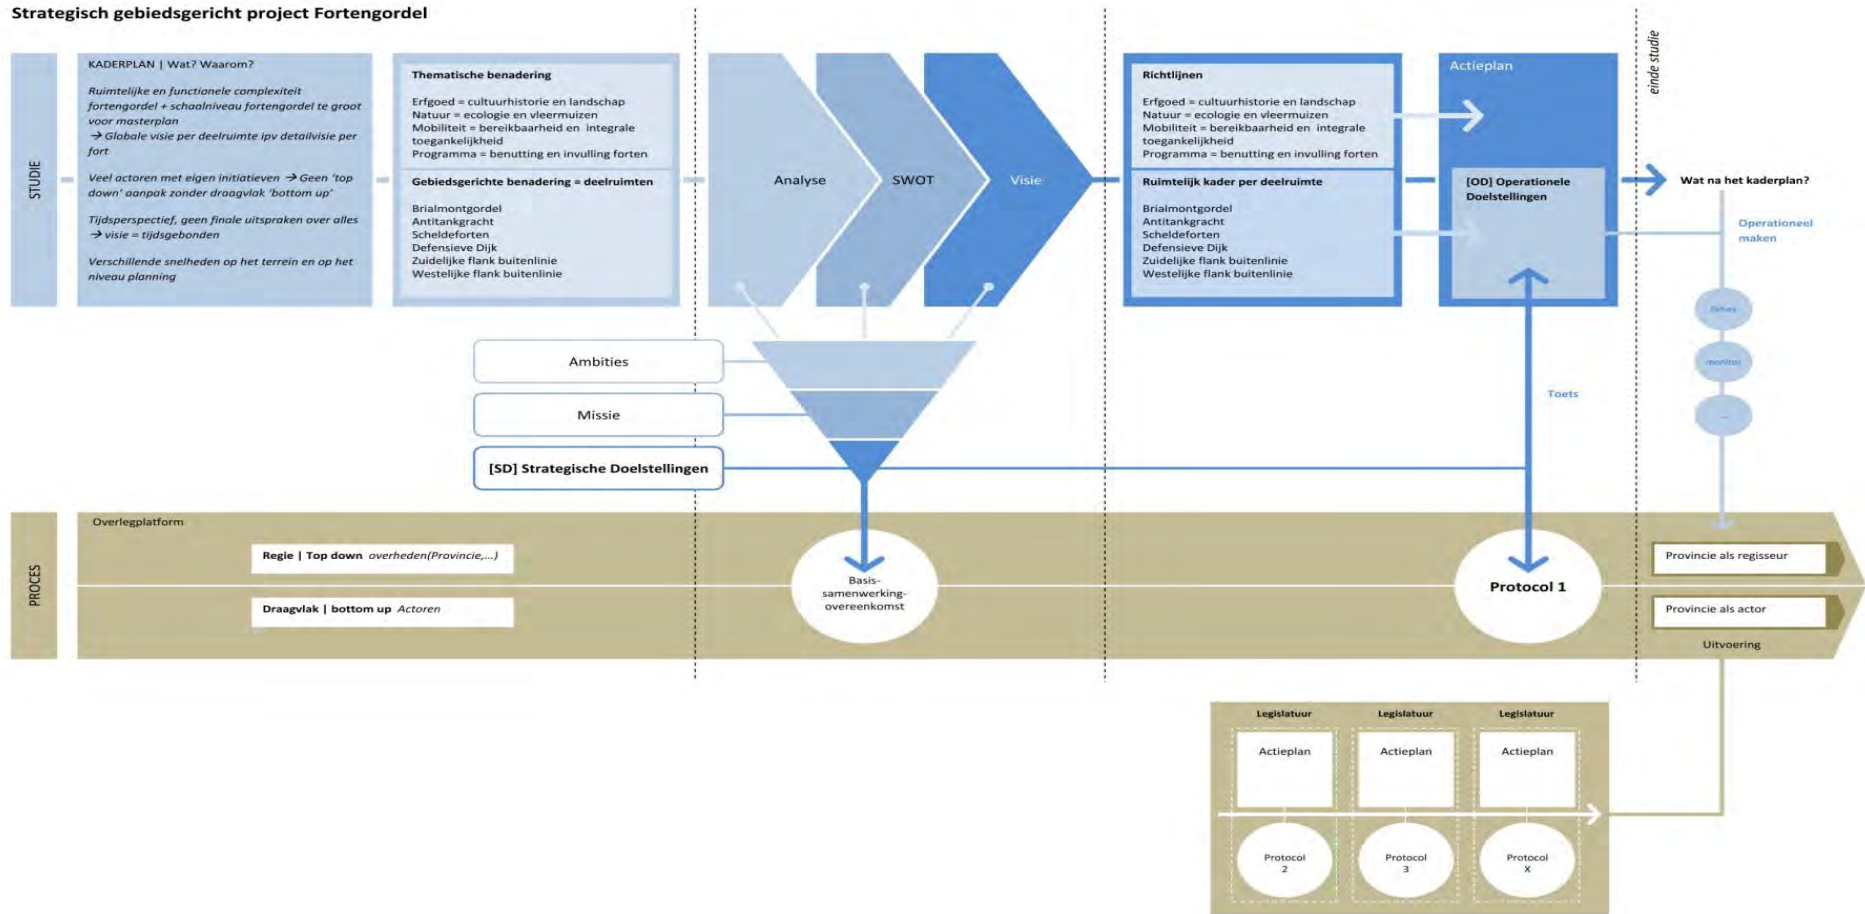 Strategisch gebiedsgericht project Fortengordel
STUDIE
KADERPLAN | Wat? Waarom?
Ruimtelijke en functionele complexiteit
fortengordel + schaalniveau fortengordel te groot
voor masterplan
→ Globale visie per deelruimte ipv detailvisie per
fort
Veel actoren met eigen initiatieven → Geen 'top
down' aanpak zonder draagvlak 'bottom up'
Tijdsperspectief, geen finale uitspraken over alles
→ visie = tijdsgebonden
Verschillende snelheden op het terrein en op het
niveau planning
Thematische benadering
Erfgoed = cultuurhistorie en landschap
Natuur = ecologie en vleermuizen
Mobiliteit = bereikbaarheid en integrale
toegankelijkheid
Programma = benutting en invulling forten
Gebiedsgerichte benadering = deelruimten
Brialmontgordel
Antitankgracht
Scheldeforten
Defensieve Dijk
Zuidelijke flank buitenlinie
Westelijke flank buitenlinie
Analyse
SWOT
Visie
Richtlijnen
Erfgoed = cultuurhistorie en landschap
Natuur = ecologie en vleermuizen
Mobiliteit = bereikbaarheid en integrale
toegankelijkheid
Programma = benutting en invulling forten
Ruimtelijk kader per deelruimte
Brialmontgordel
Antitankgracht
Scheldeforten
Defensieve Dijk
Zuidelijke flank buitenlinie
Westelijke flank buitenlinie
Actieplan
[OD] Operationele
Doelstellingen
einde studie
Wat na het kaderplan?
Operationeel
maken
monitor
...
Toets
Ambities
Missie
[SD] Strategische Doelstellingen
PROCES
Overlegplatform
Regie | Top down overheden(Provincie,...)
Draagvlak | bottom up Actoren
Basis-
samenwerking-
overeenkomst
Protocol 1
Provincie als regisseur
Provincie als actor
Uitvoering
Legislatuur
Legislatuur
Legislatuur
Actieplan
Actieplan
Actieplan
Protocol
2
Protocol
3
Protocol
X